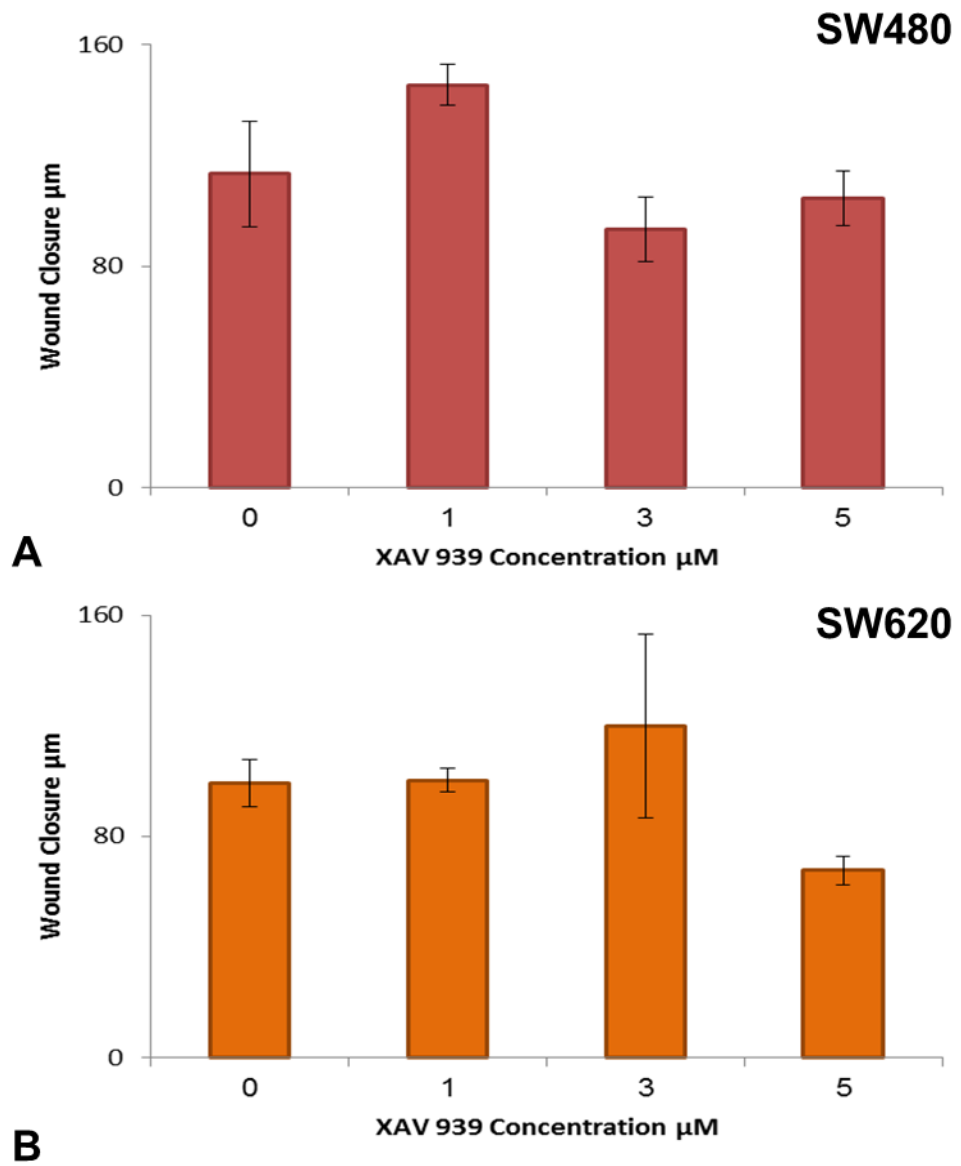 SW480
160
80
0
Wound Closure µm
0 1 3 5
XAV 939 Concentration µM
A
SW620
160
80
0
Wound Closure µm
0 1 3 5
XAV 939 Concentration µM
B